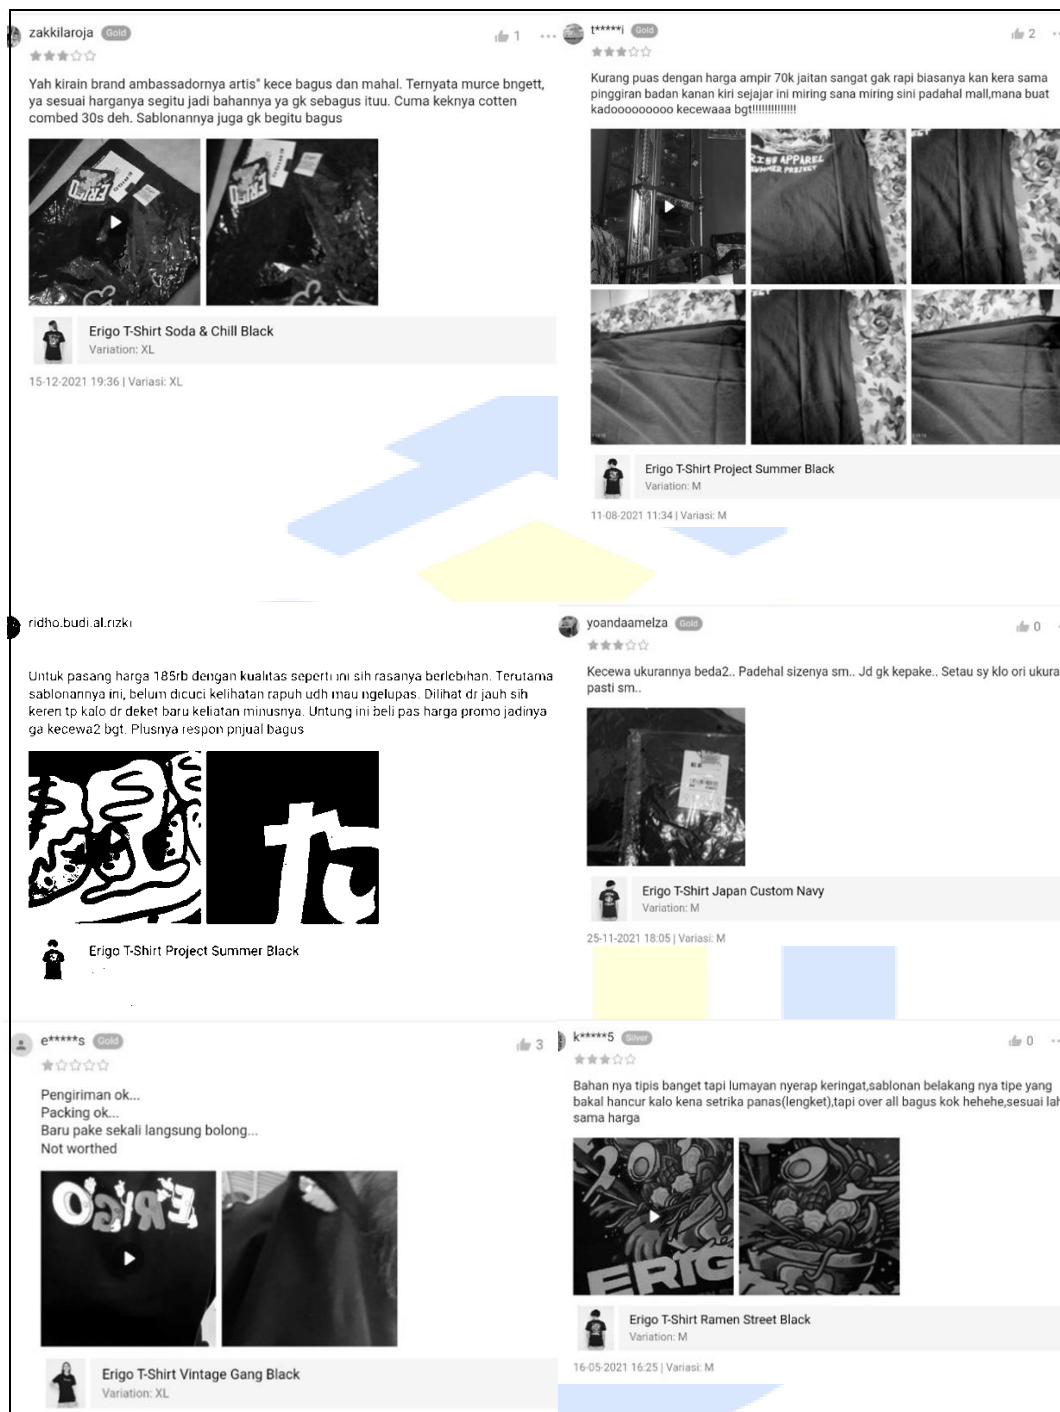 zakkilaroja Gold
1
Yah kirain brand ambassadornya artis" kece bagus dan mahal. Ternyata murce bngett,
ya sesuai harganya segitu jadi bahannya ya gk sebagus ituu. Cuma keknya cotten
combed 30s deh. Sablonannya juga gk begitu bagus
ERIGO
ERIGO
Erigo T-Shirt Soda & Chill Black
Variation: XL
15-12-2021 19:36 | Variasi: XL
t*****i Gold
2
Kurang puas dengan harga ampir 70k jaitan sangat gak rapi biasanya kan kera sama
pinggiran badan kanan kiri sejajar ini miring sana miring sini padahal mall,mana buat
kadooooooooo kecewaaa bgt!!!!!!!!!!!!!!
APPAREL
SUMMER PROJECT
Erigo T-Shirt Project Summer Black
Variation: M
11-08-2021 11:34 | Variasi: M
ridho.budi.al.rizki
Untuk pasang harga 185rb dengan kualitas seperti ini sih rasanya berlebihan. Terutama
sablonannya ini, belum dicuci kelihatan rapuh udh mau ngelupas. Dilihat dr jauh sih
keren tp kalo dr deket baru keliatan minusnya. Untung ini beli pas harga promo jadinya
ga kecewa2 bgt. Plusnya respon pnjual bagus
Erigo T-Shirt Project Summer Black
yoandaamelza Gold
0
Kecewa ukurannya beda2.. Padehal sizenya sm.. Jd gk kepake.. Setau sy klo ori ukura
pasti sm..
Erigo T-Shirt Japan Custom Navy
Variation: M
25-11-2021 18:05 | Variasi: M
e*****s Gold
3
Pengiriman ok...
Packing ok...
Baru pake sekali langsung bolong...
Not worthed
ERIGO
Erigo T-Shirt Vintage Gang Black
Variation: XL
k*****5 Silver
0
Bahan nya tipis banget tapi lumayan nyerap keringat,sablonan belakang nya tipe yang
bakal hancur kalo kena setrika panas(lengket),tapi over all bagus kok hehehe,sesuai lah
sama harga
ERIG
Erigo T-Shirt Ramen Street Black
Variation: M
16-05-2021 16:25 | Variasi: M